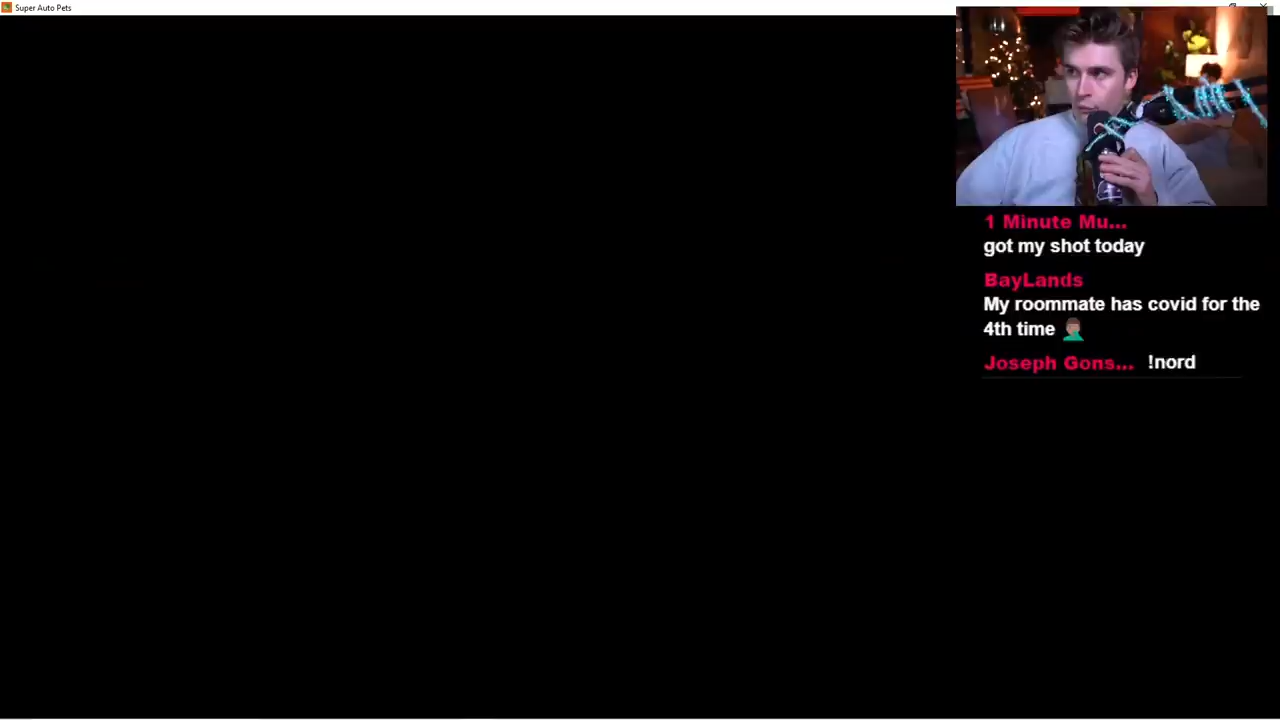 Super Auto Pets
1 Minute Mu...
got my shot today
BayLands
My roommate has covid for the
4th time
Joseph Gons... !nord